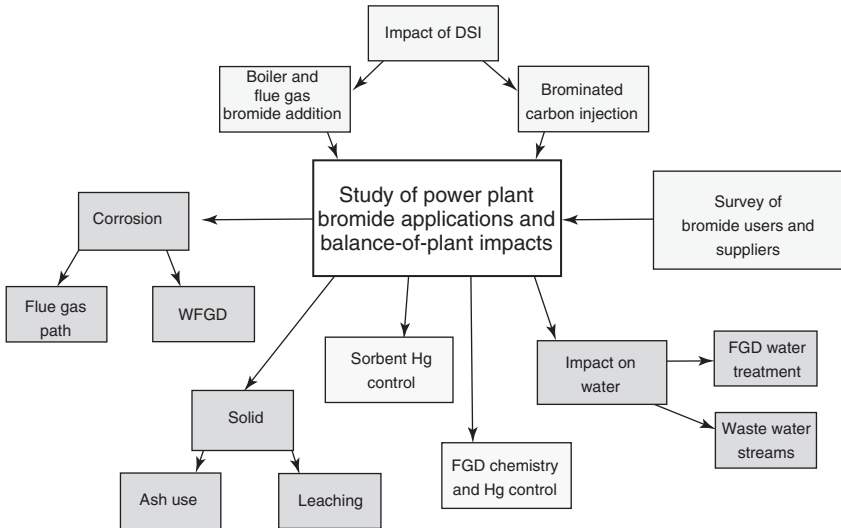 Impact of DSI
Boiler and
flue gas
bromide addition
Brominated
carbon injection
Study of power plant
bromide applications and
balance-of-plant impacts
Survey of
bromide users and
suppliers
Corrosion
Flue gas
path
WFGD
Sorbent Hg
control
Impact on
water
FGD water
treatment
Waste water
streams
Solid
Ash use
Leaching
FGD chemistry
and Hg control